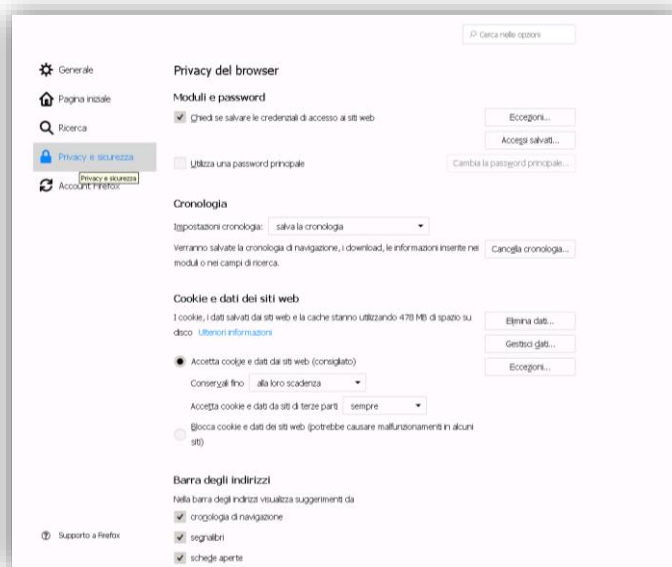 Cerca nelle opzioni
Generale
Pagina iniziale
Ricerca
Privacy e sicurezza
Privacy e sicurezza
Account Firefox
Supporto a Firefox
Privacy del browser
Moduli e password
Chiedi se salvare le credenziali di accesso ai siti web
Eccezioni...
Accessi salvati...
Utilizza una password principale
Cambia la password principale...
Cronologia
Impostazioni cronologia: salva la cronologia
Verranno salvate la cronologia di navigazione, i download, le informazioni inserite nei
moduli o nei campi di ricerca.
Cancella cronologia...
Cookie e dati dei siti web
I cookie, i dati salvati dai siti web e la cache stanno utilizzando 478 MB di spazio su
disco Ulteriori informazioni
Elimina dati...
Gestisci dati...
Eccezioni...
Accetta cookie e dati dai siti web (consigliato)
Conservali fino alla loro scadenza
Accetta cookie e dati da siti di terze parti sempre
Blocca cookie e dati dei siti web (potrebbe causare malfunzionamenti in alcuni
siti)
Barra degli indirizzi
Nella barra degli indirizzi visualizza suggerimenti da
cronologia di navigazione
segnalibri
schede aperte